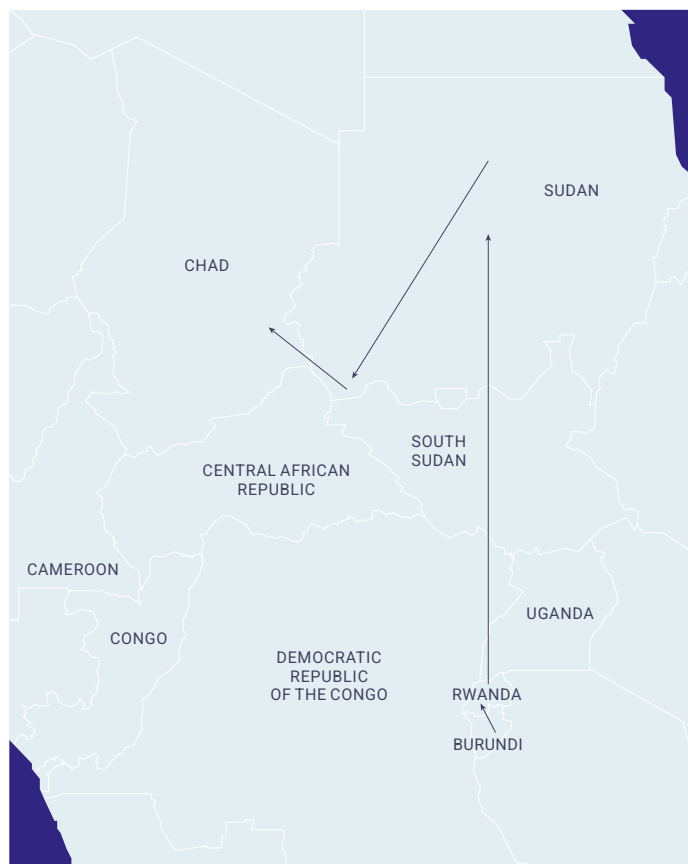 SUDAN
CHAD
SOUTH
SUDAN
CENTRAL AFRICAN
REPUBLIC
CAMEROON
UGANDA
CONGO
DEMOCRATIC
REPUBLIC
OF THE CONGO
RWANDA
BURUNDI